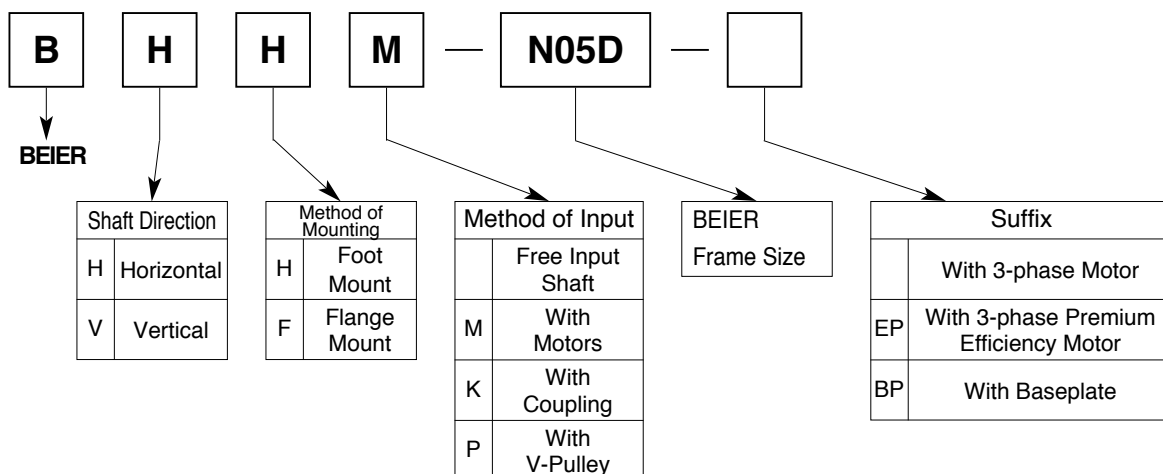 B H H M — N05D —
BEIER
Shaft Direction
H Horizontal
V Vertical
Method of
Mounting
H Foot
Mount
F Flange
Mount
Method of Input
Free Input
Shaft
M With
Motors
K With
Coupling
P With
V-Pulley
BEIER
Frame Size
Suffix
With 3-phase Motor
EP With 3-phase Premium
Efficiency Motor
BP With Baseplate